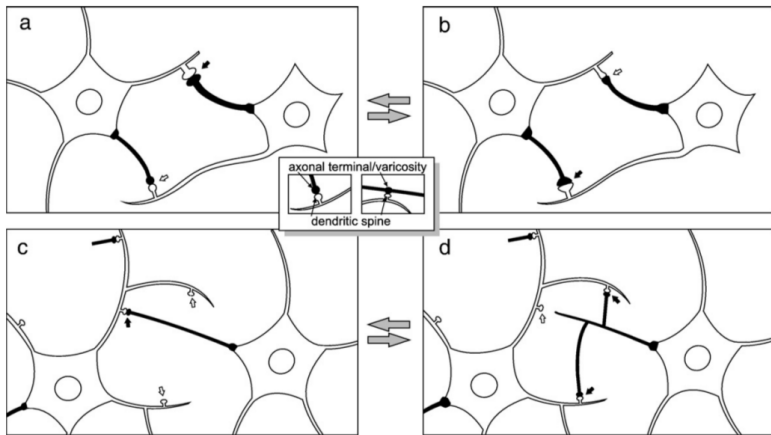 a
b
axonal terminal/varicosity
dendritic spine
c
d